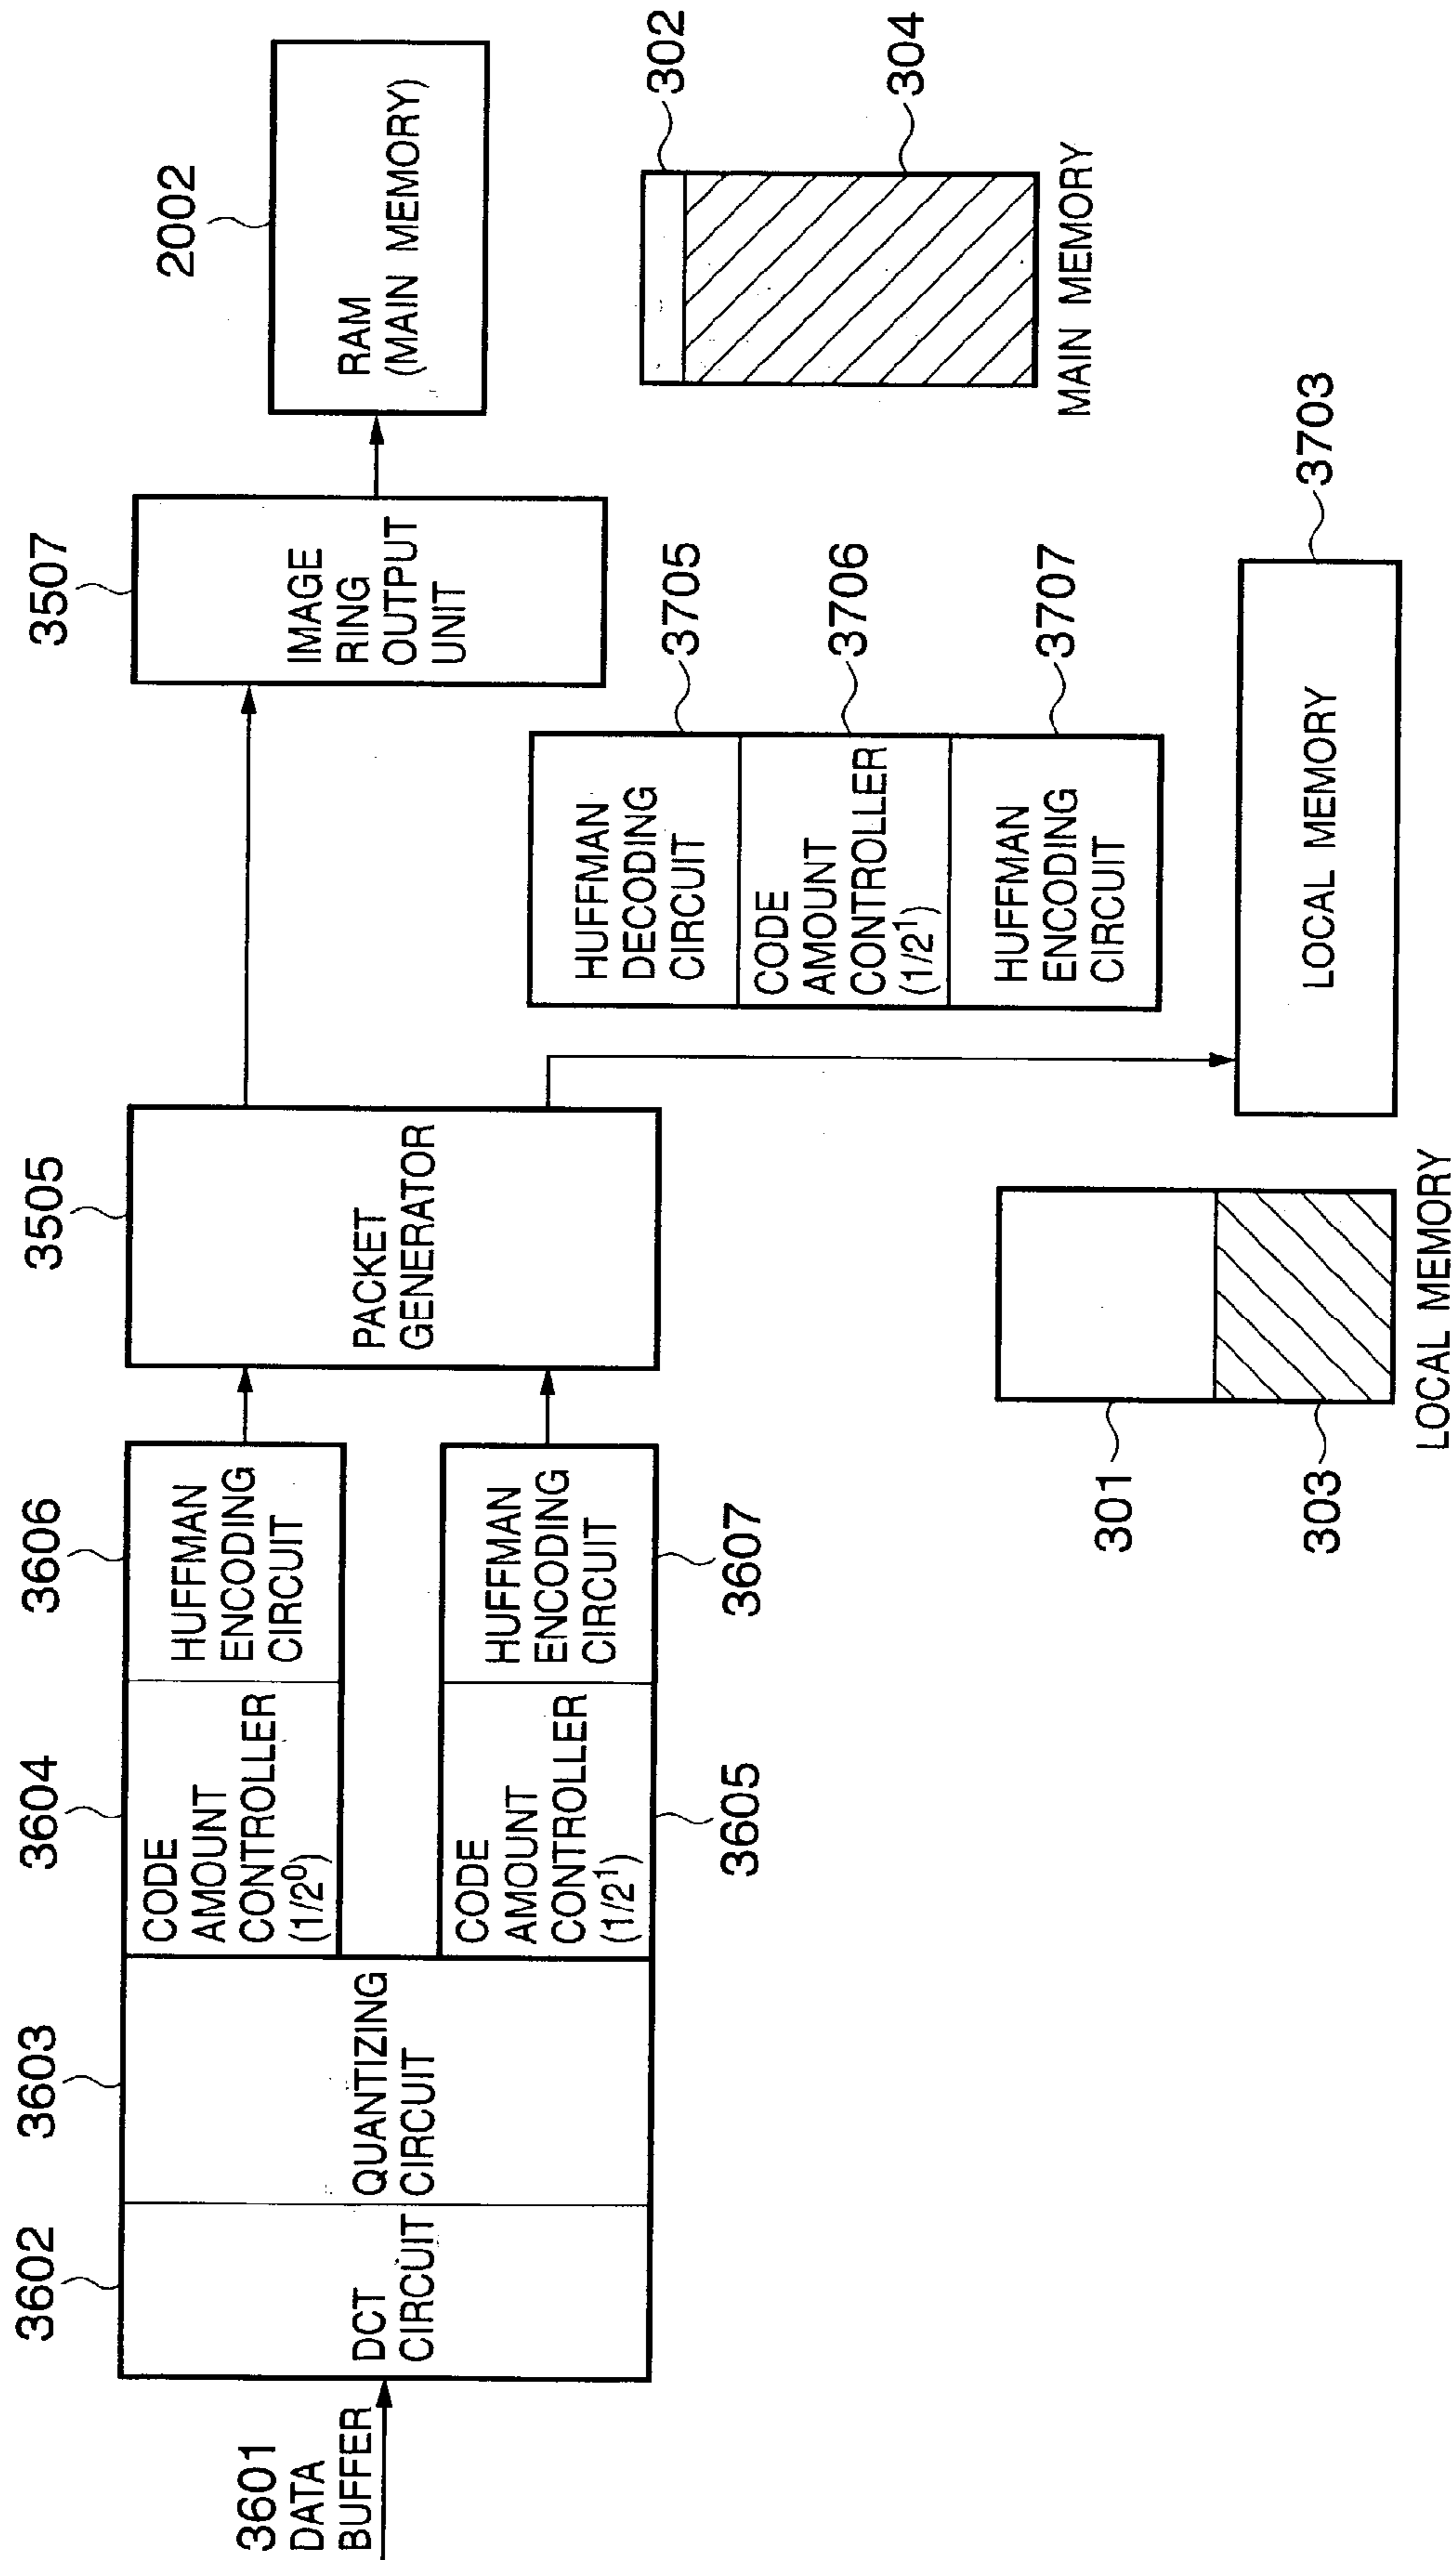 3601
DATA
BUFFER
3602
DCT
CIRCUIT
3603
QUANTIZING
CIRCUIT
3604
CODE
AMOUNT
CONTROLLER
(1/2⁰)
3606
HUFFMAN
ENCODING
CIRCUIT
CODE
AMOUNT
CONTROLLER
(1/2¹)
3605
HUFFMAN
ENCODING
CIRCUIT
3607
3505
PACKET
GENERATOR
3507
IMAGE
RING
OUTPUT
UNIT
2002
RAM
(MAIN MEMORY)
HUFFMAN
DECODING
CIRCUIT
3705
CODE
AMOUNT
CONTROLLER
(1/2¹)
3706
HUFFMAN
ENCODING
CIRCUIT
3707
302
304
MAIN MEMORY
301
303
LOCAL MEMORY
LOCAL MEMORY
3703